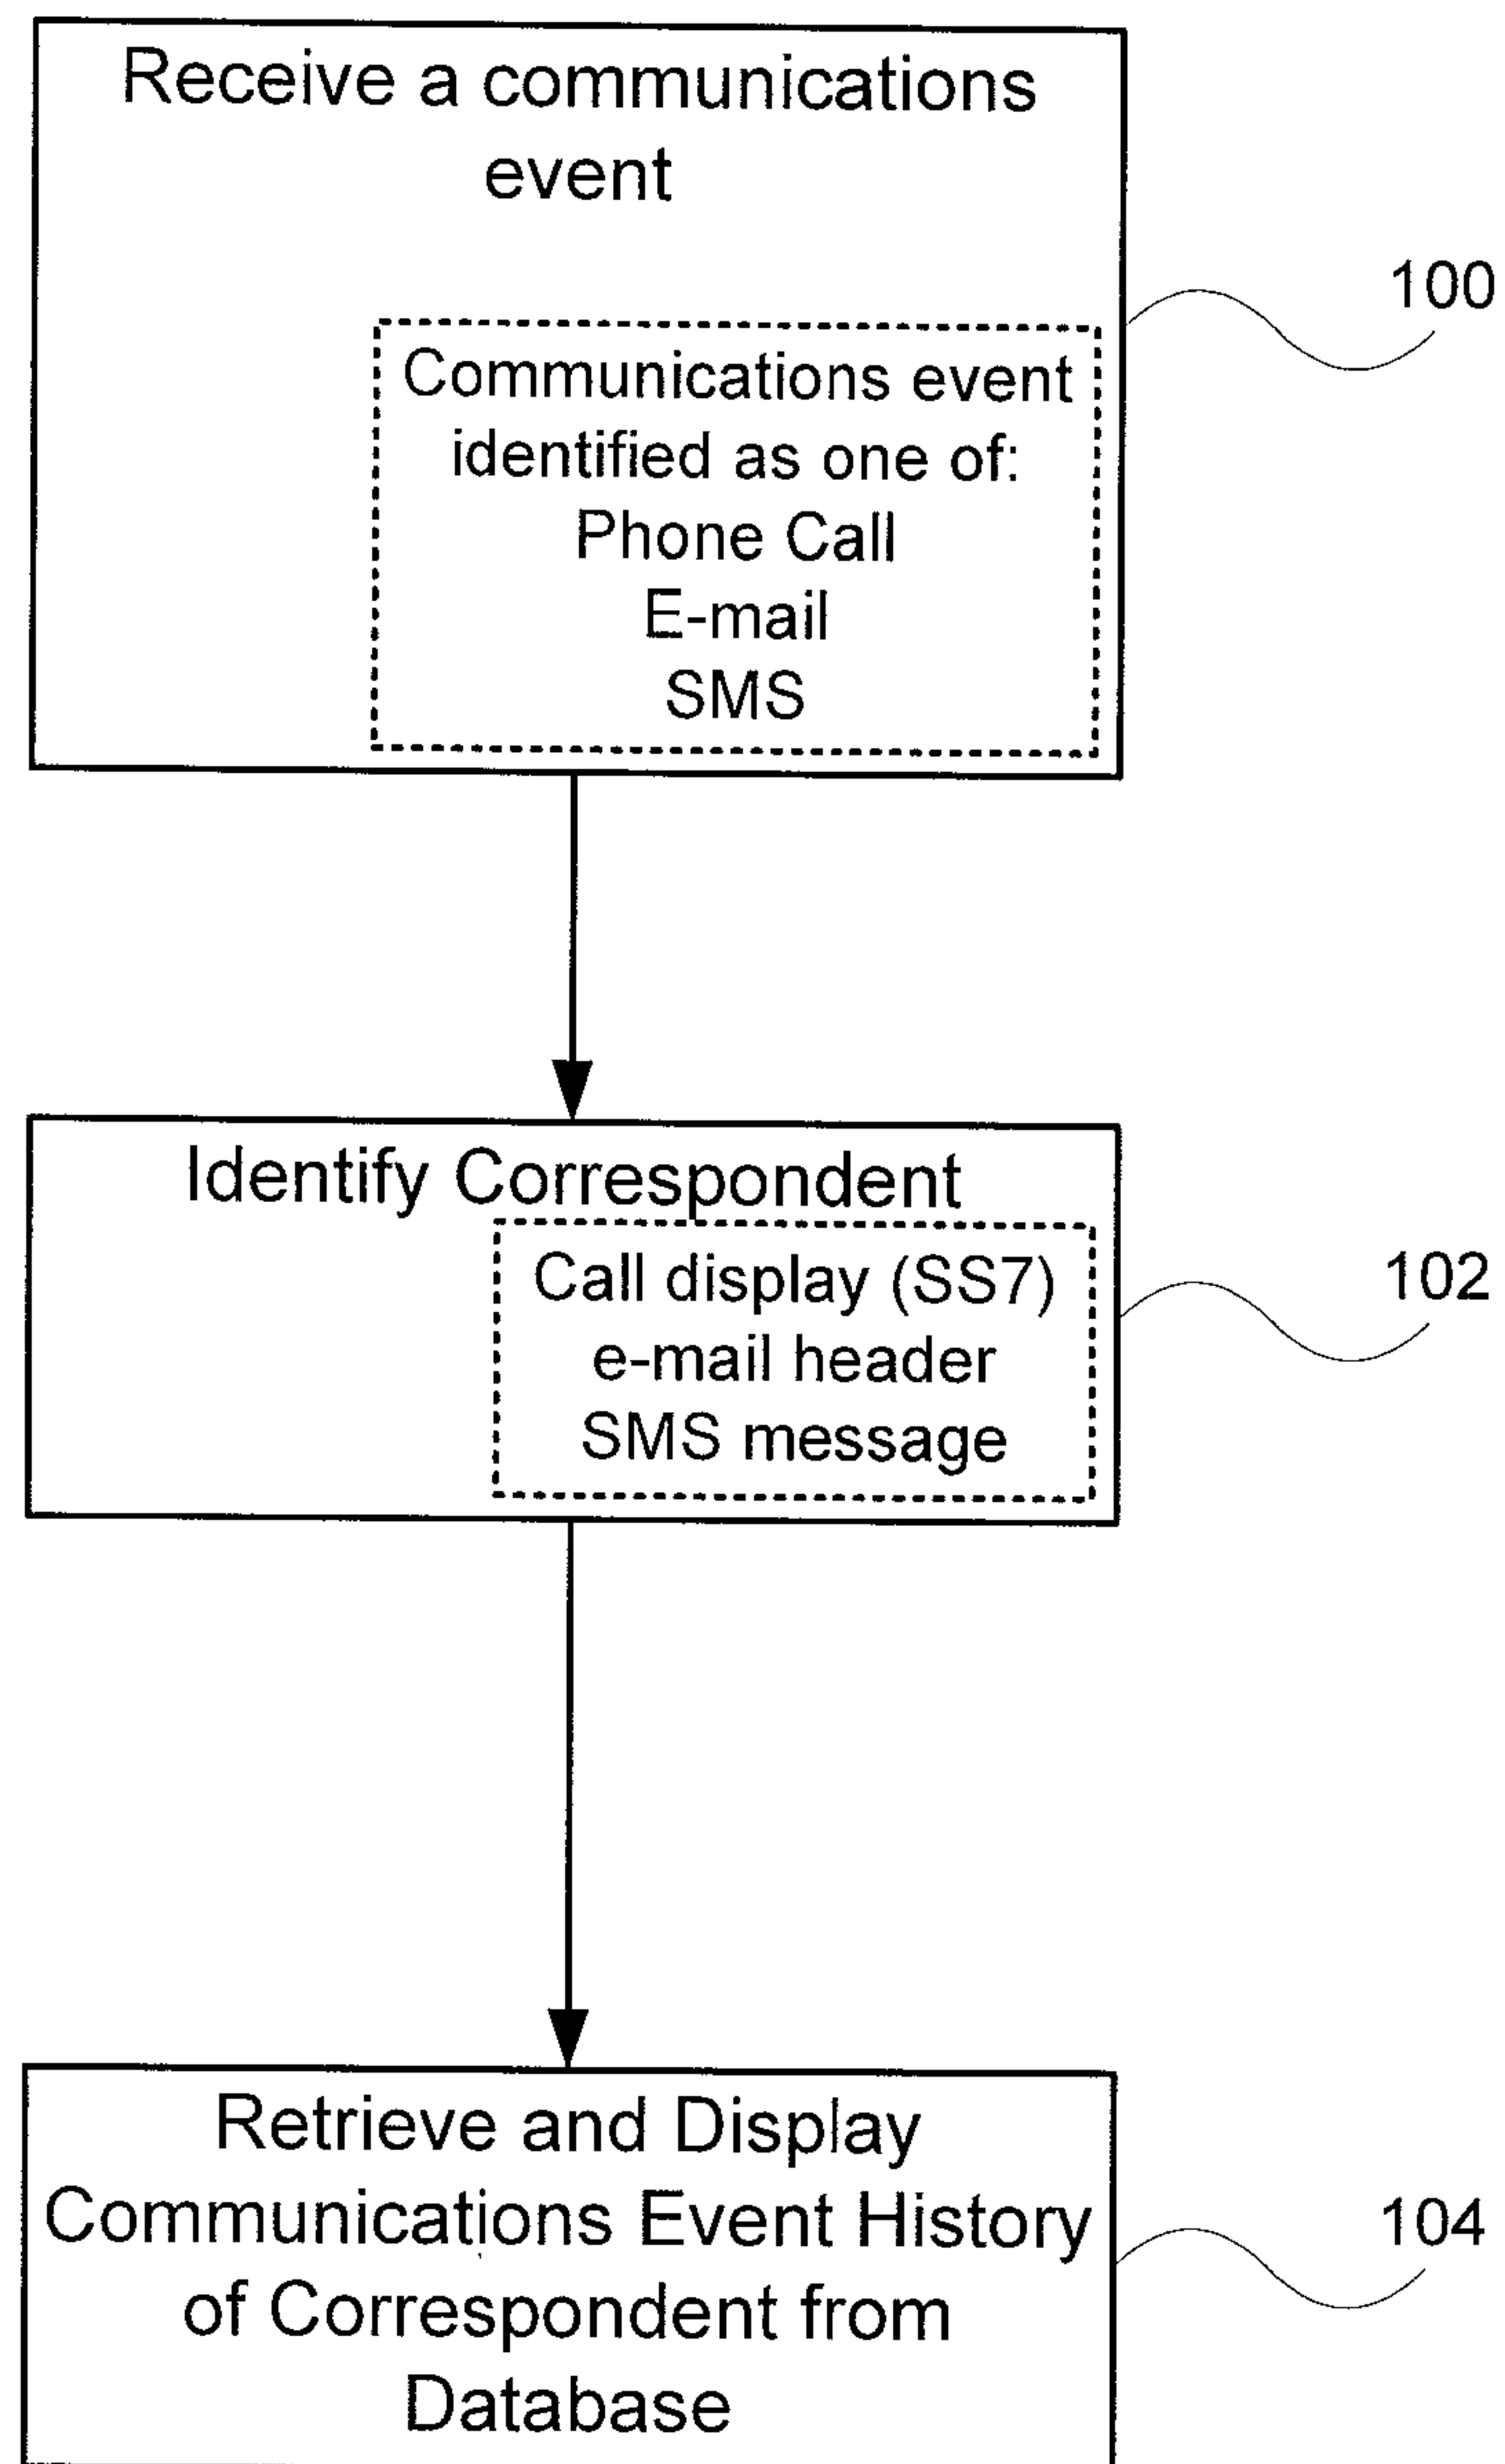 Receive a communications
event
100
Communications event
identified as one of:
Phone Call
E-mail
SMS
Identify Correspondent
Call display (SS7)
e-mail header
SMS message
102
Retrieve and Display
Communications Event History
of Correspondent from
Database
104